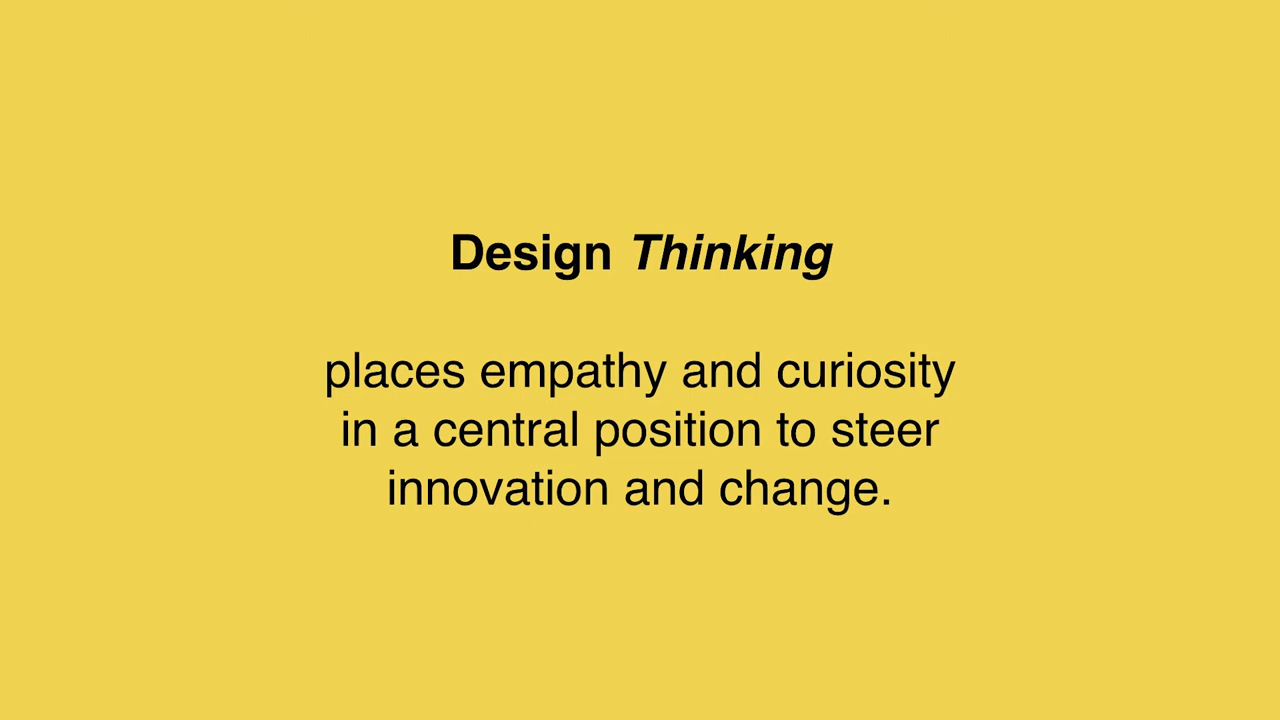 Design Thinking
places empathy and curiosity
in a central position to steer
innovation and change.